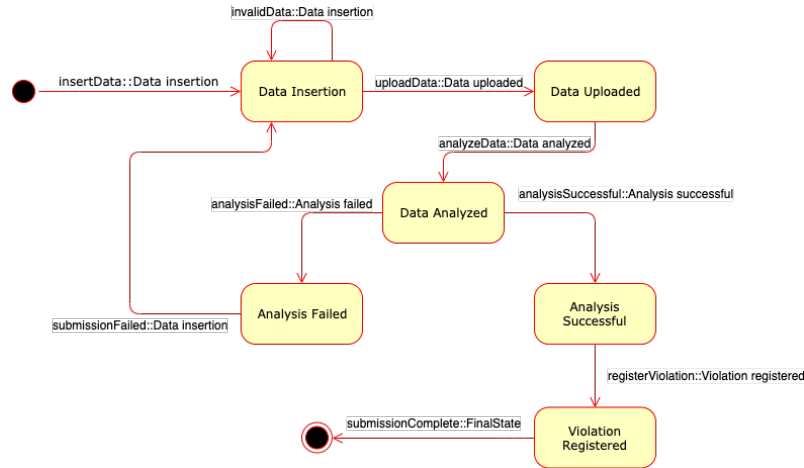 invalidData::Data insertion
insertData::Data insertion
Data Insertion
uploadData::Data uploaded
Data Uploaded
analyzeData::Data analyzed
analysisFailed::Analysis failed
Data Analyzed
analysisSuccessful::Analysis successful
Analysis Failed
Analysis
Successful
submissionFailed::Data insertion
registerViolation::Violation registered
submissionComplete::FinalState
Violation
Registered